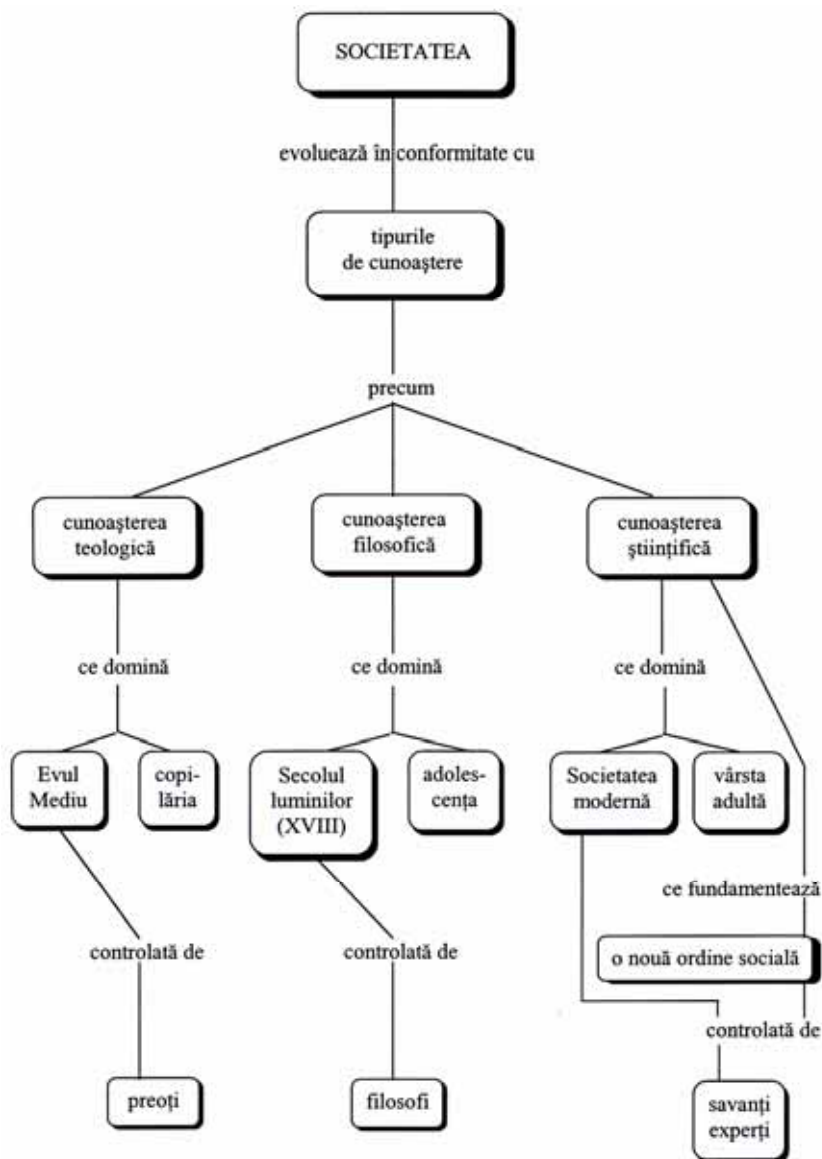 SOCIETATEA
evoluează în conformitate cu
tipurile
de cunoaştere
precum
cunoaşterea
teologică
cunoaşterea
filosofică
cunoaşterea
ştiinţifică
ce domină
ce domină
ce domină
Evul
Mediu
copi-
lăria
Secolul
luminilor
(XVIII)
adoles-
cenţa
Societatea
modernă
vârsta
adultă
ce fundamentează
controlată de
controlată de
o nouă ordine socială
controlată de
preoţi
filosofi
savanţi
experţi